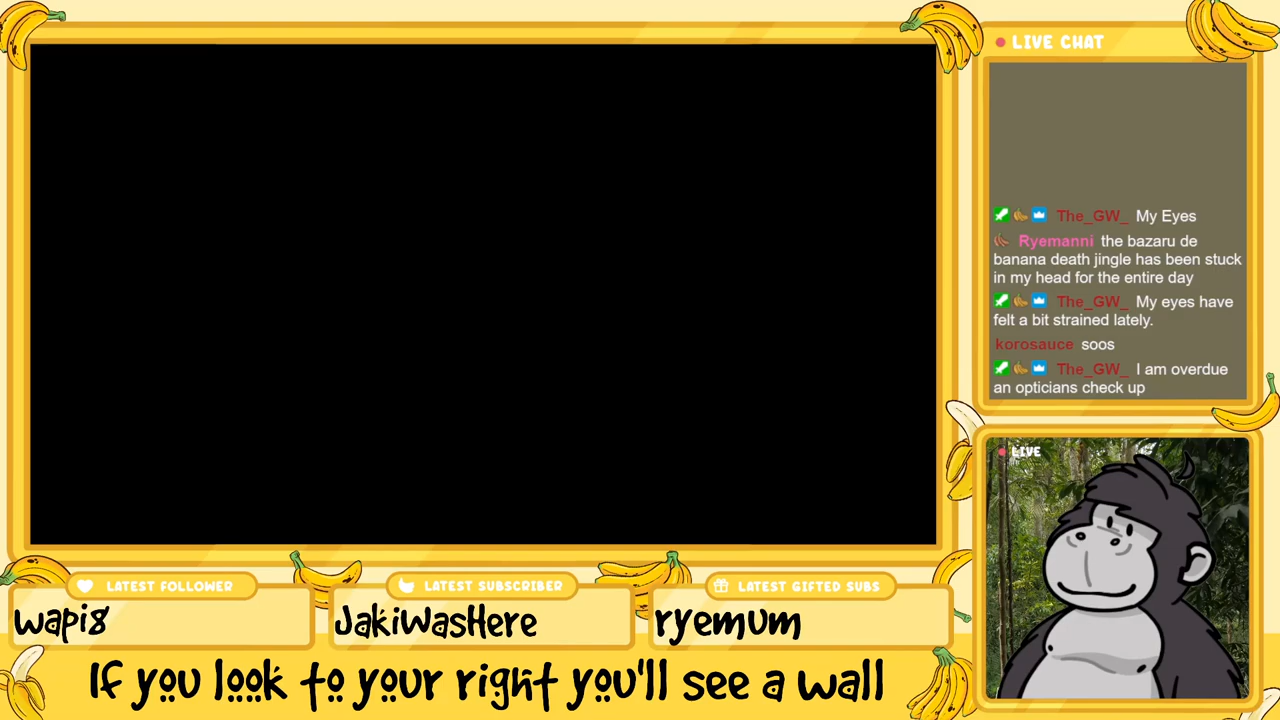 LIVE CHAT
The_GW_ My Eyes
Ryemanni the bazaru de
banana death jingle has been stuck
in my head for the entire day
The_GW_ My eyes have
felt a bit strained lately.
korosauce soos
The_GW_ I am overdue
an opticians check up
LIVE
LATEST FOLLOWER
wapi8
LATEST SUBSCRIBER
JakiWasHere
LATEST GIFTED SUBS
ryemum
If you look to your right you'll see a wall